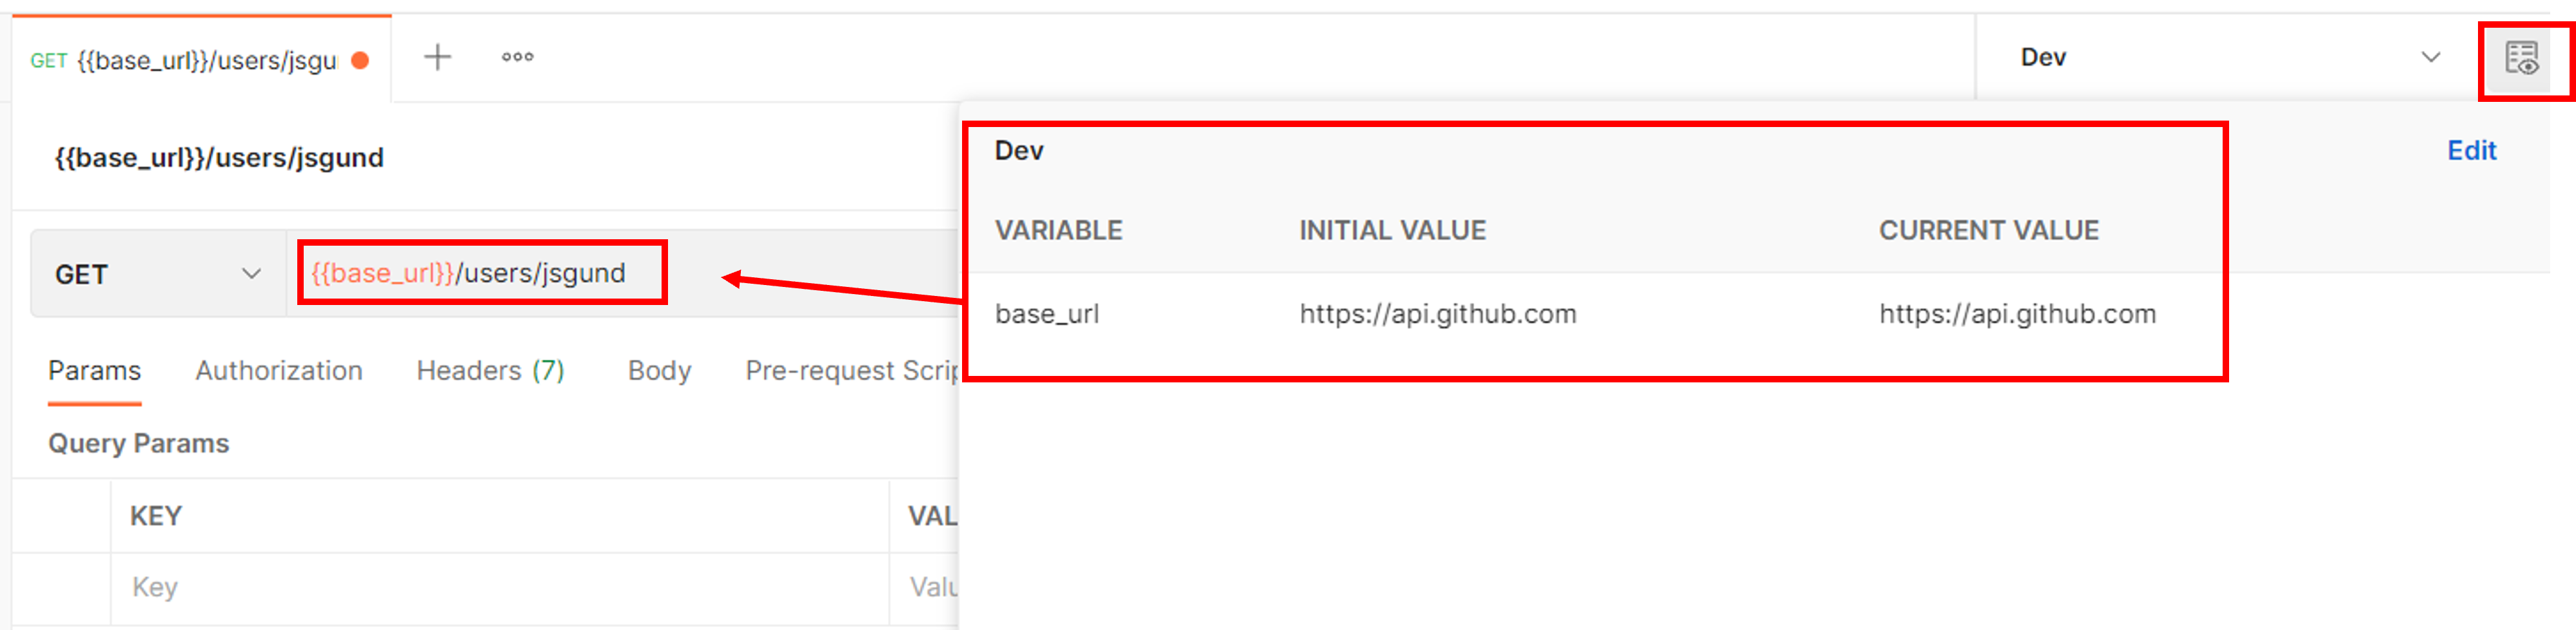 GET {{base_url}}/users/jsgu
Dev
{{base_url}}/users/jsgund
Dev
Edit
VARIABLE INITIAL VALUE CURRENT VALUE
GET {{base_url}}/users/jsgund
base_url https://api.github.com https://api.github.com
Params Authorization Headers (7) Body Pre-request Scrip
Query Params
KEY VAL
Key Valu